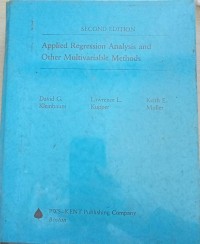 SECOND EDITION
Applied Regression Analysis and
Other Multivariable Methods
David G. Lawrence L. Keith E.
Kleinbaum Kupper Muller
PWS-KENT Publishing Company
Boston